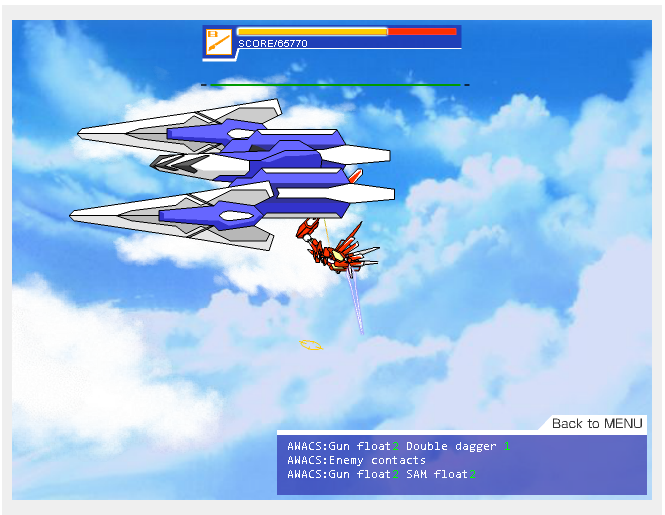 SCORE/65770
Back to MENU
AWACS:Gun float2 Double dagger 1
AWACS:Enemy contacts
AWACS:Gun float2 SAM float2